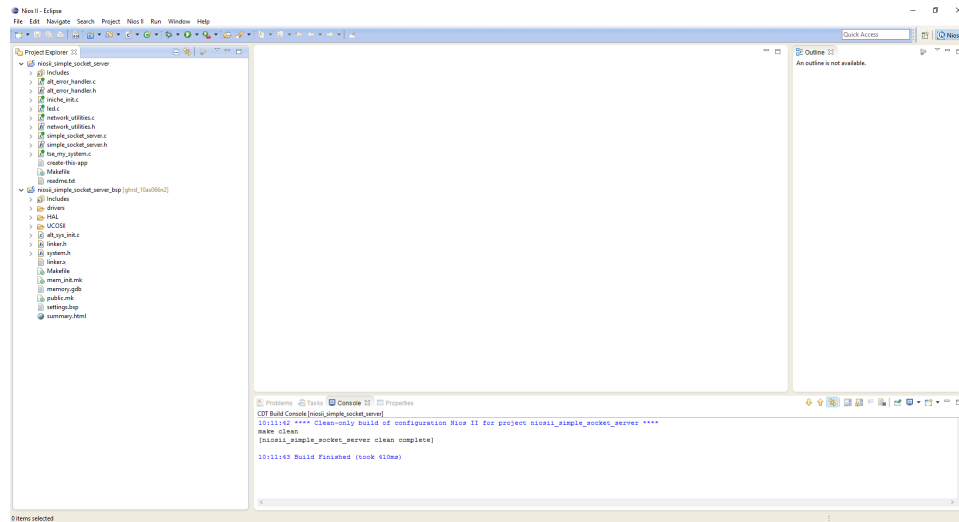 Nios II - Eclipse
File Edit Navigate Search Project Nios II Run Window Help
Quick Access
Nios
Project Explorer
niosii_simple_socket_server
Includes
alt_error_handler.c
alt_error_handler.h
iniche_init.c
led.c
network_utilities.c
network_utilities.h
simple_socket_server.c
simple_socket_server.h
tse_my_system.c
create-this-app
Makefile
readme.txt
niosii_simple_socket_server_bsp [ghrd_10as066n2]
Includes
drivers
HAL
UCOSII
alt_sys_init.c
linker.h
system.h
linker.x
Makefile
mem_init.mk
memory.gdb
public.mk
settings.bsp
summary.html
Outline
An outline is not available.
Problems Tasks Console Properties
CDT Build Console [niosii_simple_socket_server]
10:11:42 **** Clean-only build of configuration Nios II for project niosii_simple_socket_server ****
make clean
[niosii_simple_socket_server clean complete]
10:11:43 Build Finished (took 410ms)
0 items selected